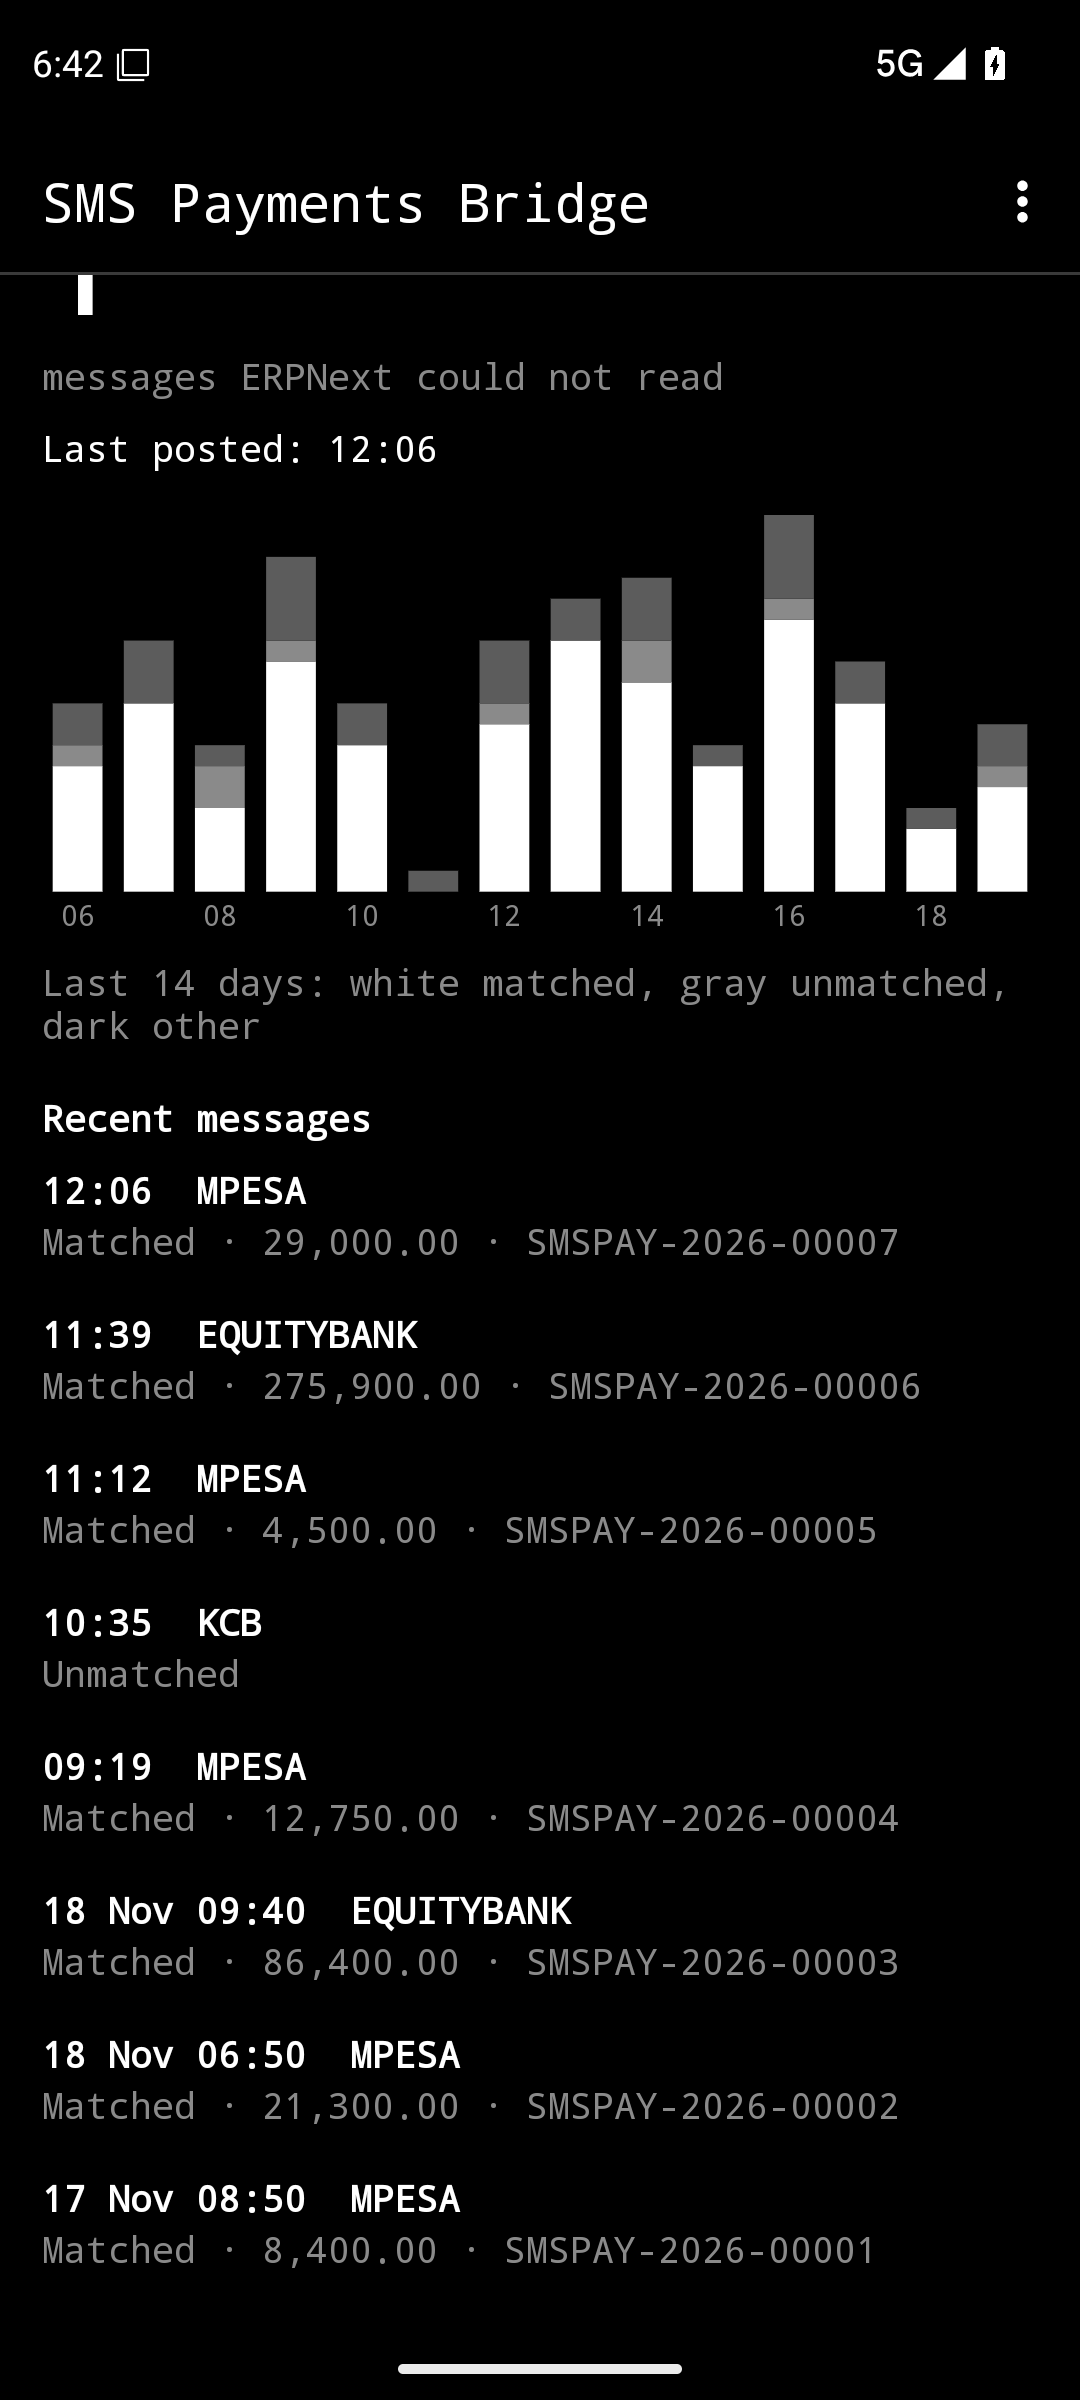 6:42
5G
SMS Payments Bridge
messages ERPNext could not read
Last posted: 12:06
06 08 10 12 14 16 18
Last 14 days: white matched, gray unmatched,
dark other
Recent messages
12:06 MPESA
Matched · 29,000.00 · SMSPAY-2026-00007
11:39 EQUITYBANK
Matched · 275,900.00 · SMSPAY-2026-00006
11:12 MPESA
Matched · 4,500.00 · SMSPAY-2026-00005
10:35 KCB
Unmatched
09:19 MPESA
Matched · 12,750.00 · SMSPAY-2026-00004
18 Nov 09:40 EQUITYBANK
Matched · 86,400.00 · SMSPAY-2026-00003
18 Nov 06:50 MPESA
Matched · 21,300.00 · SMSPAY-2026-00002
17 Nov 08:50 MPESA
Matched · 8,400.00 · SMSPAY-2026-00001